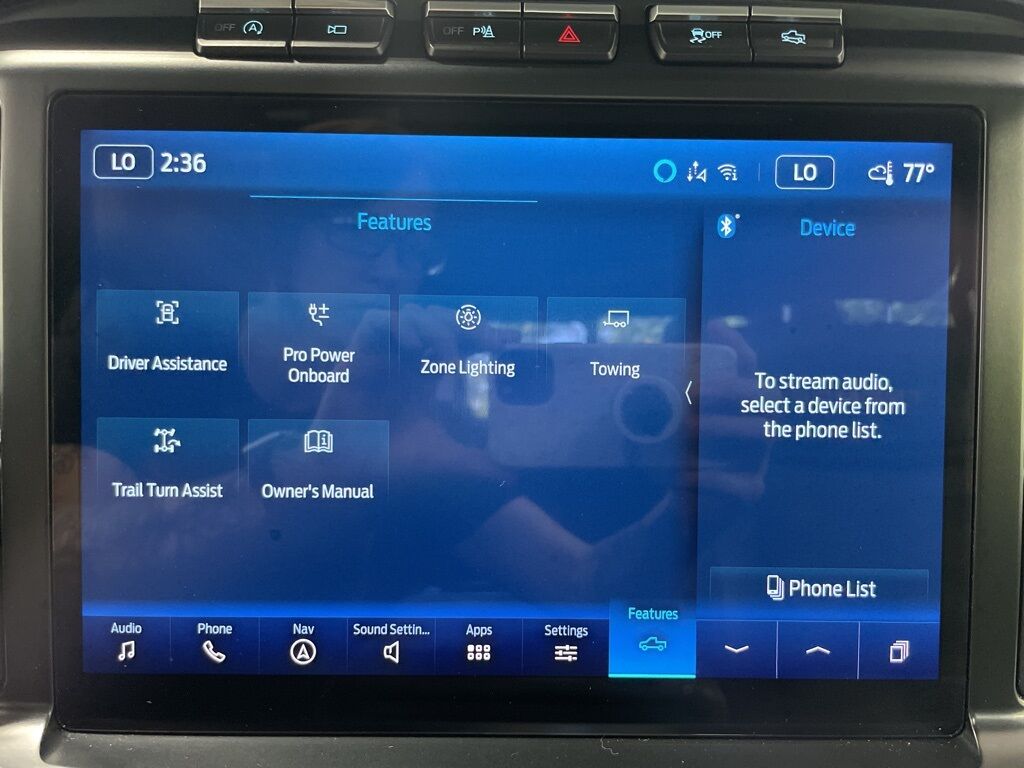 OFF A
OFF P
OFF
LO 2:36
LO 77°
Features
Device
Driver Assistance
Pro Power
Onboard
Zone Lighting
Towing
To stream audio,
select a device from
the phone list.
Trail Turn Assist
Owner's Manual
Phone List
Audio
Phone
Nav
Sound Settin...
Apps
Settings
Features